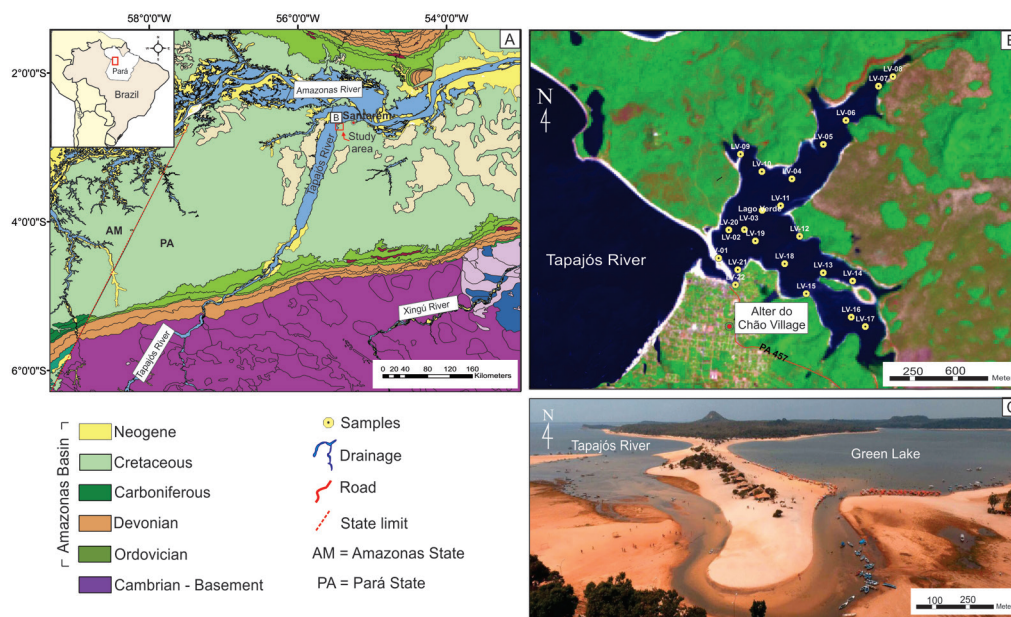 58°00'0"
56°00'0"
54°00'0"
2°00'0"S
4°00'0"S
6°00'0"S
A
Pará
Brazil
Amazonas River
B
Santarém
Study
area
Tapajós River
AM
PA
Xingú River
Tapajós River
0 20 40 80 120 160
Kilometers
N
LV-08
LV-07
LV-06
LV-05
LV-09
LV-10
LV-04
LV-11
Lago Verde
LV-20
LV-03
LV-02
LV-19
LV-12
LV-01
LV-21
LV-18
LV-13
LV-22
LV-14
LV-15
LV-16
LV-17
Tapajós River
Alter do
Chão Village
PA 457
250 600
N
Tapajós River
Green Lake
100 250
Amazonas Basin
Neogene
Cretaceous
Carboniferous
Devonian
Ordovician
Cambrian - Basement
Samples
Drainage
Road
State limit
AM = Amazonas State
PA = Pará State